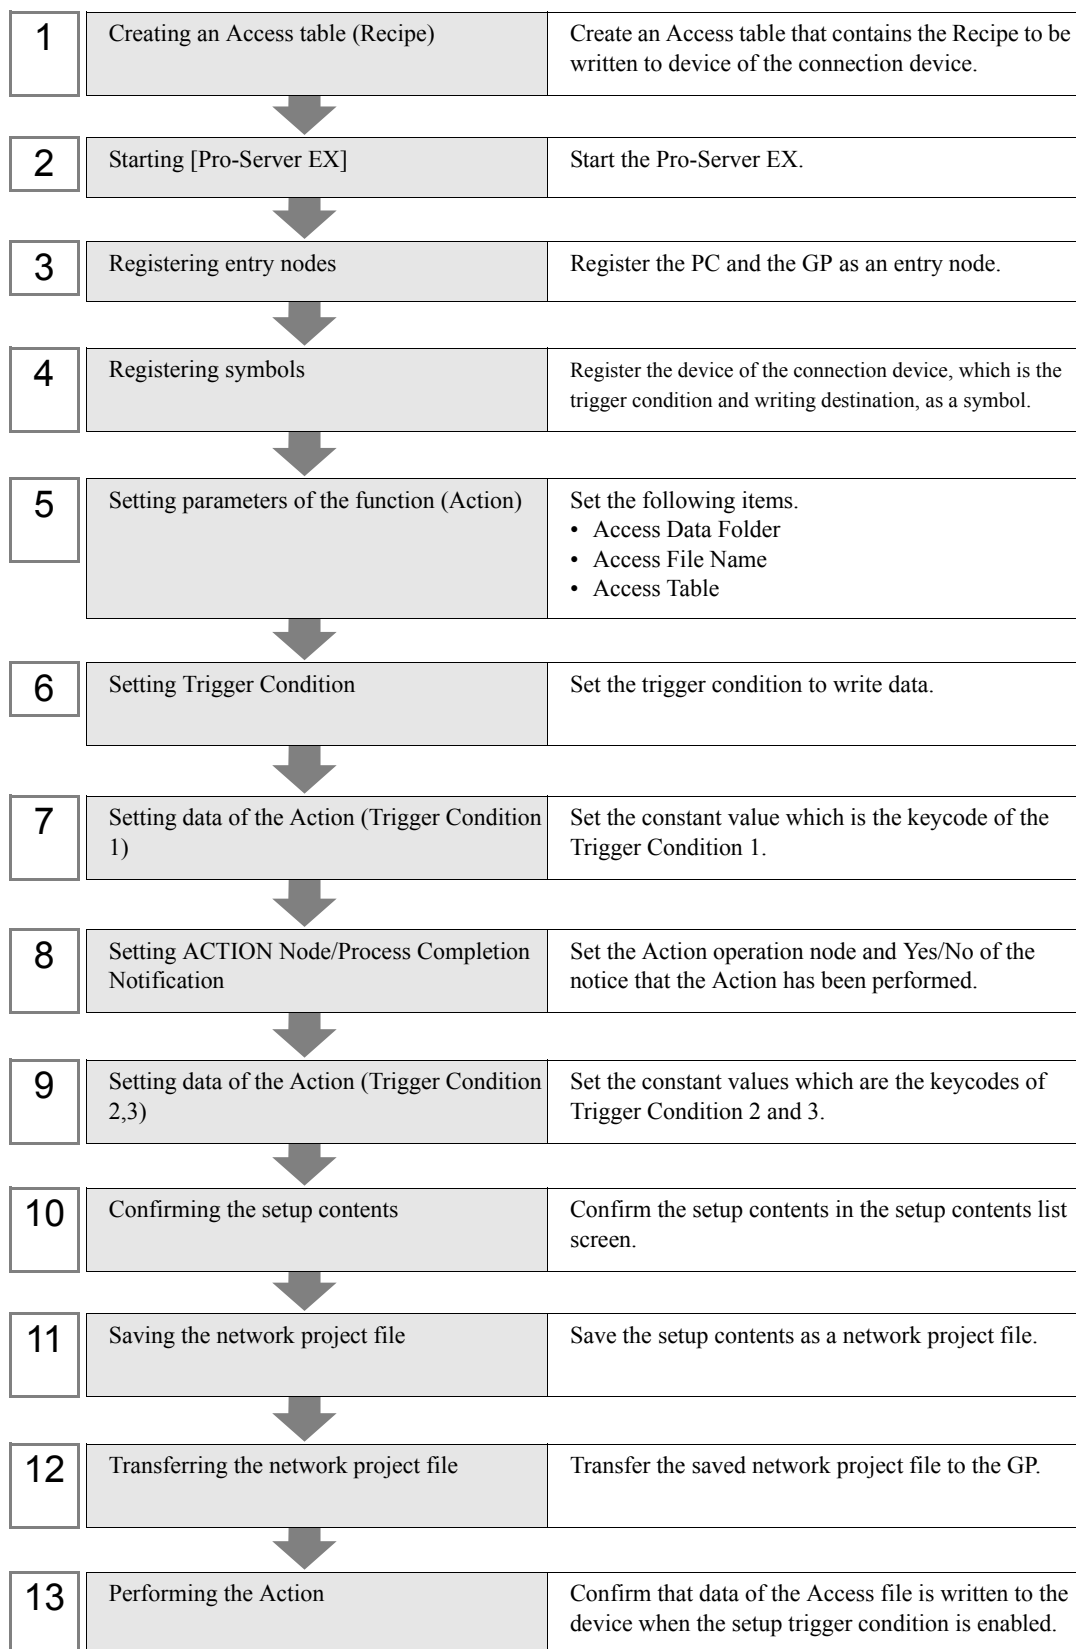 1
Creating an Access table (Recipe)
Create an Access table that contains the Recipe to be
written to device of the connection device.
2
Starting [Pro-Server EX]
Start the Pro-Server EX.
3
Registering entry nodes
Register the PC and the GP as an entry node.
4
Registering symbols
Register the device of the connection device, which is the
trigger condition and writing destination, as a symbol.
5
Setting parameters of the function (Action)
Set the following items.
• Access Data Folder
• Access File Name
• Access Table
6
Setting Trigger Condition
Set the trigger condition to write data.
7
Setting data of the Action (Trigger Condition
1)
Set the constant value which is the keycode of the
Trigger Condition 1.
8
Setting ACTION Node/Process Completion
Notification
Set the Action operation node and Yes/No of the
notice that the Action has been performed.
9
Setting data of the Action (Trigger Condition
2,3)
Set the constant values which are the keycodes of
Trigger Condition 2 and 3.
10
Confirming the setup contents
Confirm the setup contents in the setup contents list
screen.
11
Saving the network project file
Save the setup contents as a network project file.
12
Transferring the network project file
Transfer the saved network project file to the GP.
13
Performing the Action
Confirm that data of the Access file is written to the
device when the setup trigger condition is enabled.